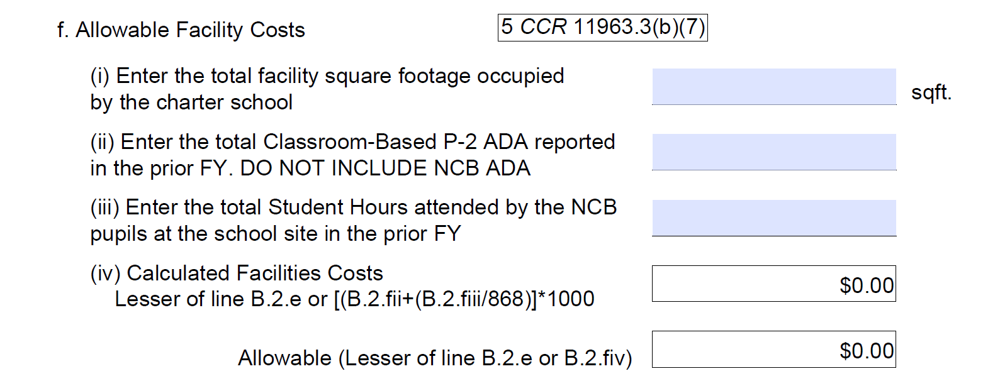 f. Allowable Facility Costs 5 CCR 11963.3(b)(7)
(i) Enter the total facility square footage occupied
by the charter school
sqft.
(ii) Enter the total Classroom-Based P-2 ADA reported
in the prior FY. DO NOT INCLUDE NCB ADA
(iii) Enter the total Student Hours attended by the NCB
pupils at the school site in the prior FY
(iv) Calculated Facilities Costs
Lesser of line B.2.e or [(B.2.fii+(B.2.fiii/868)]*1000
$0.00
Allowable (Lesser of line B.2.e or B.2.fiv) $0.00